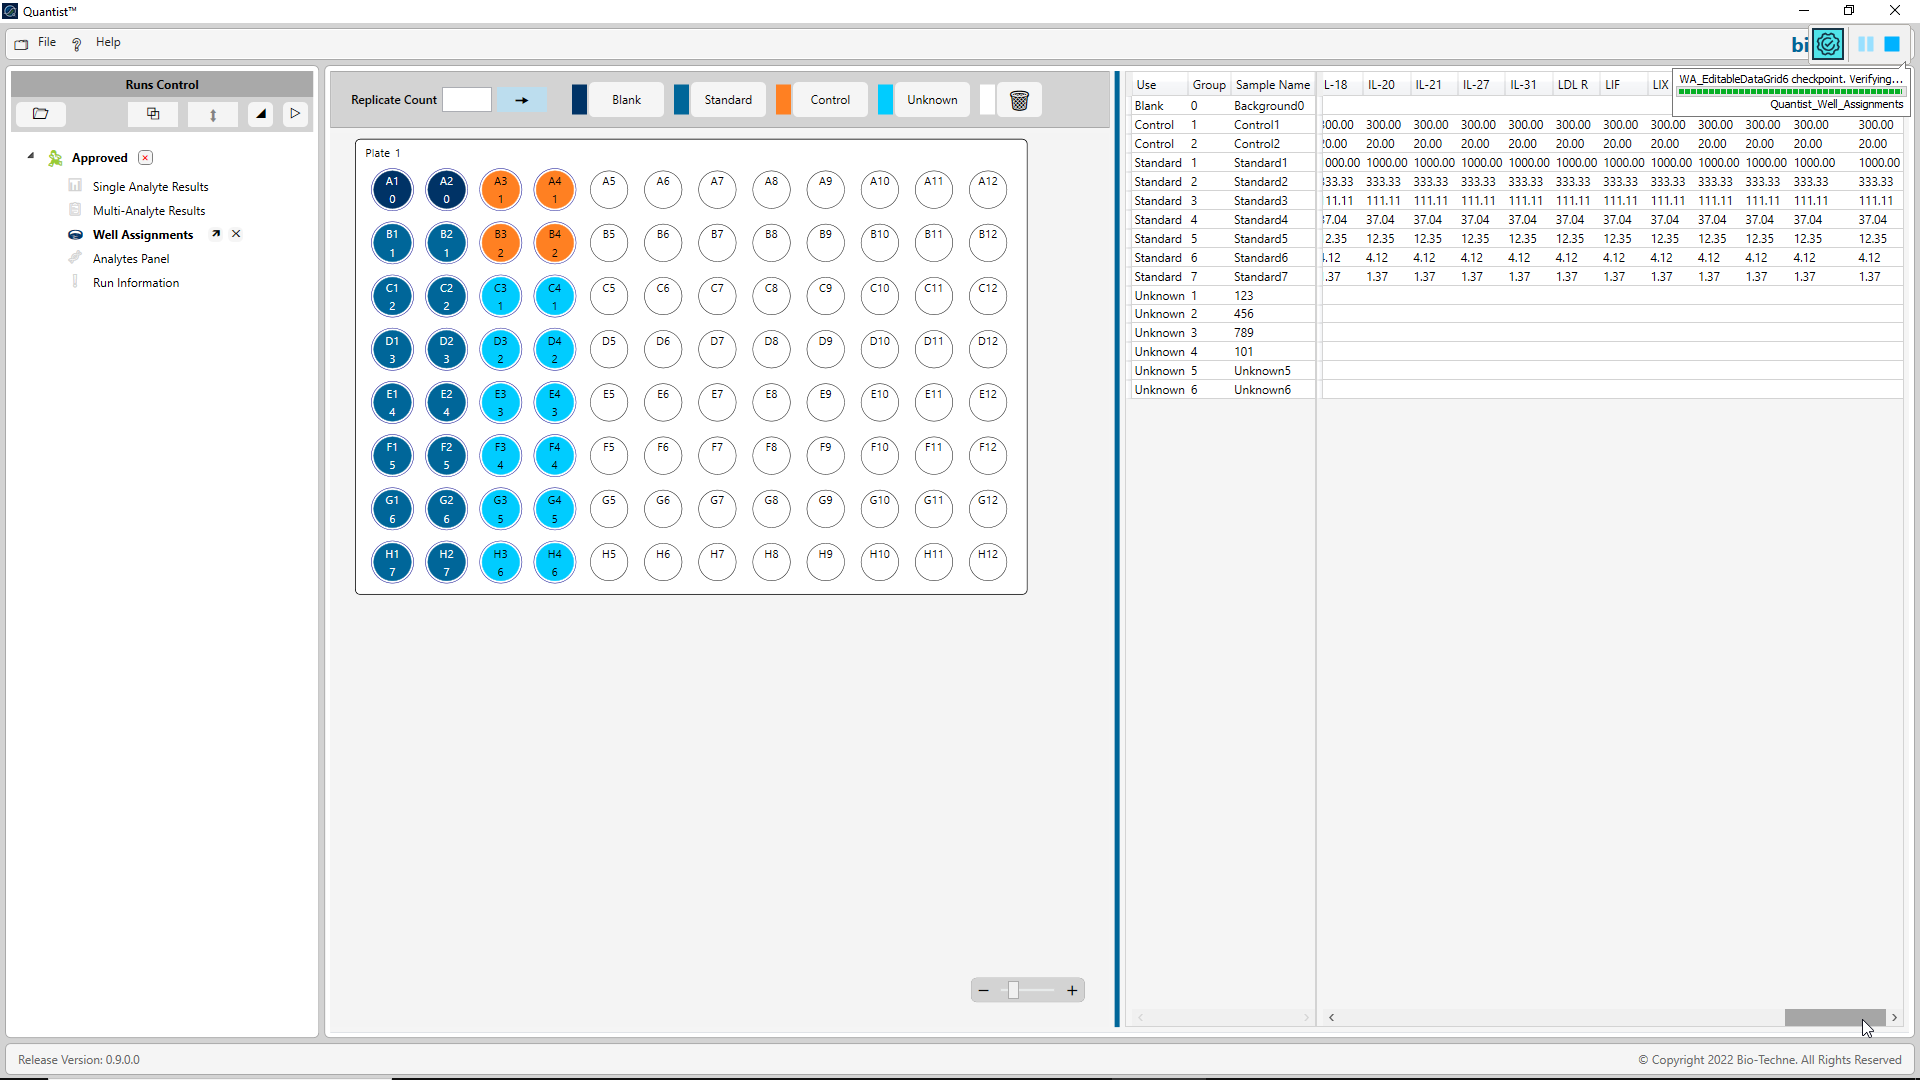 Quantist™
File Help
bi
WA_EditableDataGrid6 checkpoint. Verifying...
Quantist_Well_Assignments
Runs Control
Approved
Single Analyte Results
Multi-Analyte Results
Well Assignments
Analytes Panel
Run Information
Replicate Count Blank Standard Control Unknown
Plate 1
A1 A2 A3 A4 A5 A6 A7 A8 A9 A10 A11 A12
0 0 1 1
B1 B2 B3 B4 B5 B6 B7 B8 B9 B10 B11 B12
1 1 2 2
C1 C2 C3 C4 C5 C6 C7 C8 C9 C10 C11 C12
2 2 1 1
D1 D2 D3 D4 D5 D6 D7 D8 D9 D10 D11 D12
3 3 2 2
E1 E2 E3 E4 E5 E6 E7 E8 E9 E10 E11 E12
4 4 3 3
F1 F2 F3 F4 F5 F6 F7 F8 F9 F10 F11 F12
5 5 4 4
G1 G2 G3 G4 G5 G6 G7 G8 G9 G10 G11 G12
6 6 5 5
H1 H2 H3 H4 H5 H6 H7 H8 H9 H10 H11 H12
7 7 6 6
Use Group Sample Name L-18 IL-20 IL-21 IL-27 IL-31 LDL R LIF LIX
Blank 0 Background0
Control 1 Control1 300.00 300.00 300.00 300.00 300.00 300.00 300.00 300.00 300.00 300.00 300.00 300.00
Control 2 Control2 20.00 20.00 20.00 20.00 20.00 20.00 20.00 20.00 20.00 20.00 20.00 20.00
Standard 1 Standard1 000.00 1000.00 1000.00 1000.00 1000.00 1000.00 1000.00 1000.00 1000.00 1000.00 1000.00 1000.00
Standard 2 Standard2 333.33 333.33 333.33 333.33 333.33 333.33 333.33 333.33 333.33 333.33 333.33 333.33
Standard 3 Standard3 11.11 111.11 111.11 111.11 111.11 111.11 111.11 111.11 111.11 111.11 111.11 111.11
Standard 4 Standard4 37.04 37.04 37.04 37.04 37.04 37.04 37.04 37.04 37.04 37.04 37.04 37.04
Standard 5 Standard5 2.35 12.35 12.35 12.35 12.35 12.35 12.35 12.35 12.35 12.35 12.35 12.35
Standard 6 Standard6 .12 4.12 4.12 4.12 4.12 4.12 4.12 4.12 4.12 4.12 4.12 4.12
Standard 7 Standard7 .37 1.37 1.37 1.37 1.37 1.37 1.37 1.37 1.37 1.37 1.37 1.37
Unknown 1 123
Unknown 2 456
Unknown 3 789
Unknown 4 101
Unknown 5 Unknown5
Unknown 6 Unknown6
Release Version: 0.9.0.0
© Copyright 2022 Bio-Techne. All Rights Reserved